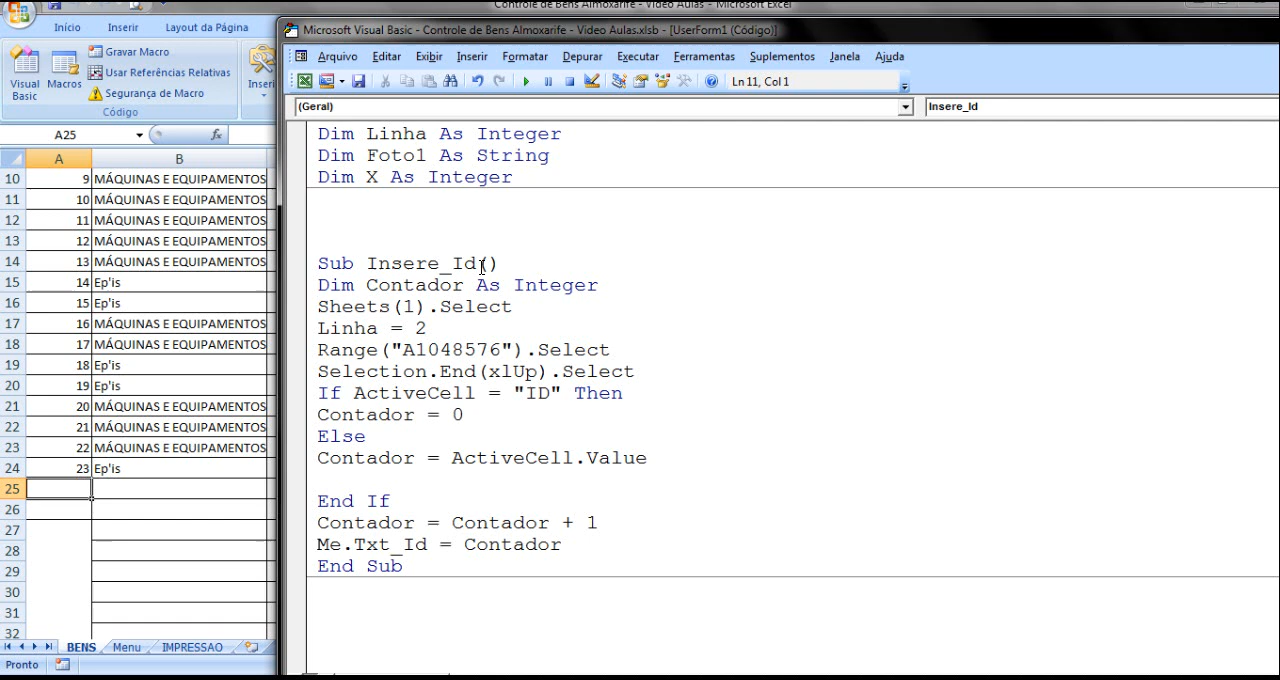 Controle de Bens Almoxarife - Vídeo Aulas - Microsoft Excel
Início Inserir Layout da Página
Visual Basic
Macros
Gravar Macro
Usar Referências Relativas
Segurança de Macro
Inseri
Código
A25
fx
A B
10 9 MÁQUINAS E EQUIPAMENTOS
11 10 MÁQUINAS E EQUIPAMENTOS
12 11 MÁQUINAS E EQUIPAMENTOS
13 12 MÁQUINAS E EQUIPAMENTOS
14 13 MÁQUINAS E EQUIPAMENTOS
15 14 Ep'is
16 15 Ep'is
17 16 MÁQUINAS E EQUIPAMENTOS
18 17 MÁQUINAS E EQUIPAMENTOS
19 18 Ep'is
20 19 Ep'is
21 20 MÁQUINAS E EQUIPAMENTOS
22 21 MÁQUINAS E EQUIPAMENTOS
23 22 MÁQUINAS E EQUIPAMENTOS
24 23 Ep'is
25
26
27
28
29
30
31
32
BENS Menu IMPRESSAO
Pronto
Microsoft Visual Basic - Controle de Bens Almoxarife - Video Aulas.xlsb - [UserForm1 (Código)]
Arquivo Editar Exibir Inserir Formatar Depurar Executar Ferramentas Suplementos Janela Ajuda
Ln 11, Col 1
(Geral) Insere_Id
Dim Linha As Integer
Dim Foto1 As String
Dim X As Integer
Sub Insere_Id()
Dim Contador As Integer
Sheets(1).Select
Linha = 2
Range("A1048576").Select
Selection.End(xlUp).Select
If ActiveCell = "ID" Then
Contador = 0
Else
Contador = ActiveCell.Value
End If
Contador = Contador + 1
Me.Txt_Id = Contador
End Sub